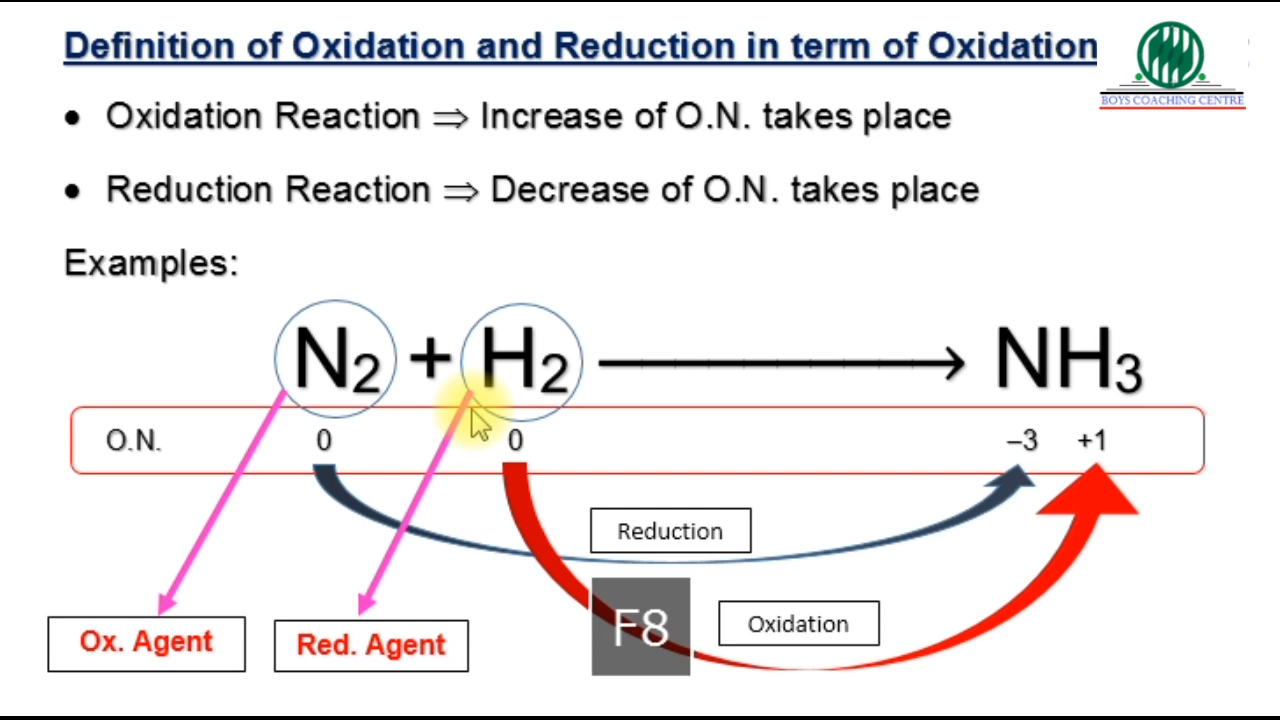 Definition of Oxidation and Reduction in term of Oxidation
BOYS COACHING CENTRE
• Oxidation Reaction ⇒ Increase of O.N. takes place
• Reduction Reaction ⇒ Decrease of O.N. takes place
Examples:
N₂ + H₂ ⟶ NH₃
O.N. 0 0 –3 +1
Reduction
F8
Oxidation
Ox. Agent
Red. Agent